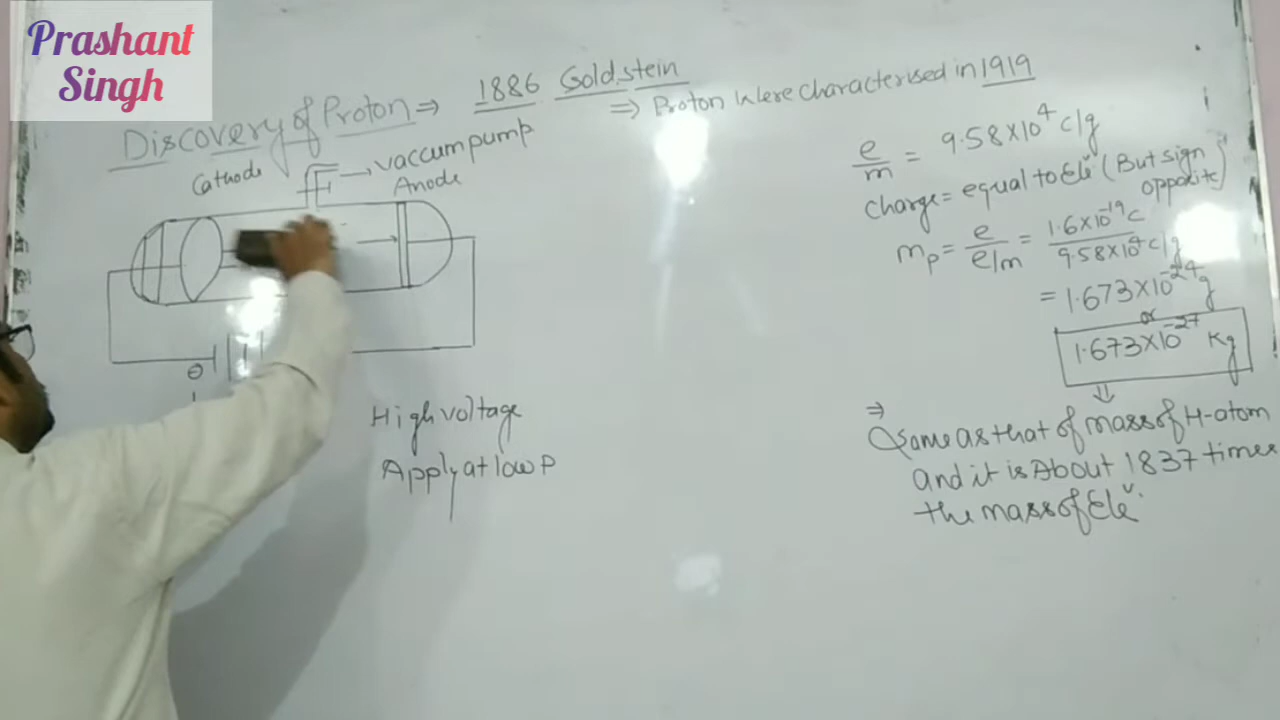 Prashant
Singh
Discovery of Proton ⇒ 1886 Goldstein
⇒ Proton were characterised in 1919
Cathode
→ vaccum pump
Anode
⊖
High voltage
Apply at low P
e/m = 9.58×10⁴ c/g
charge = equal to Ele (But sign
opposite)
mp = e / e/m = 1.6×10⁻¹⁹ c / 9.58×10⁴ c/g
= 1.673×10⁻²⁴ g
or
1.673×10⁻²⁷ Kg
⇓
⇒ Same as that of mass of H-atom
and it is About 1837 times
the mass of Ele